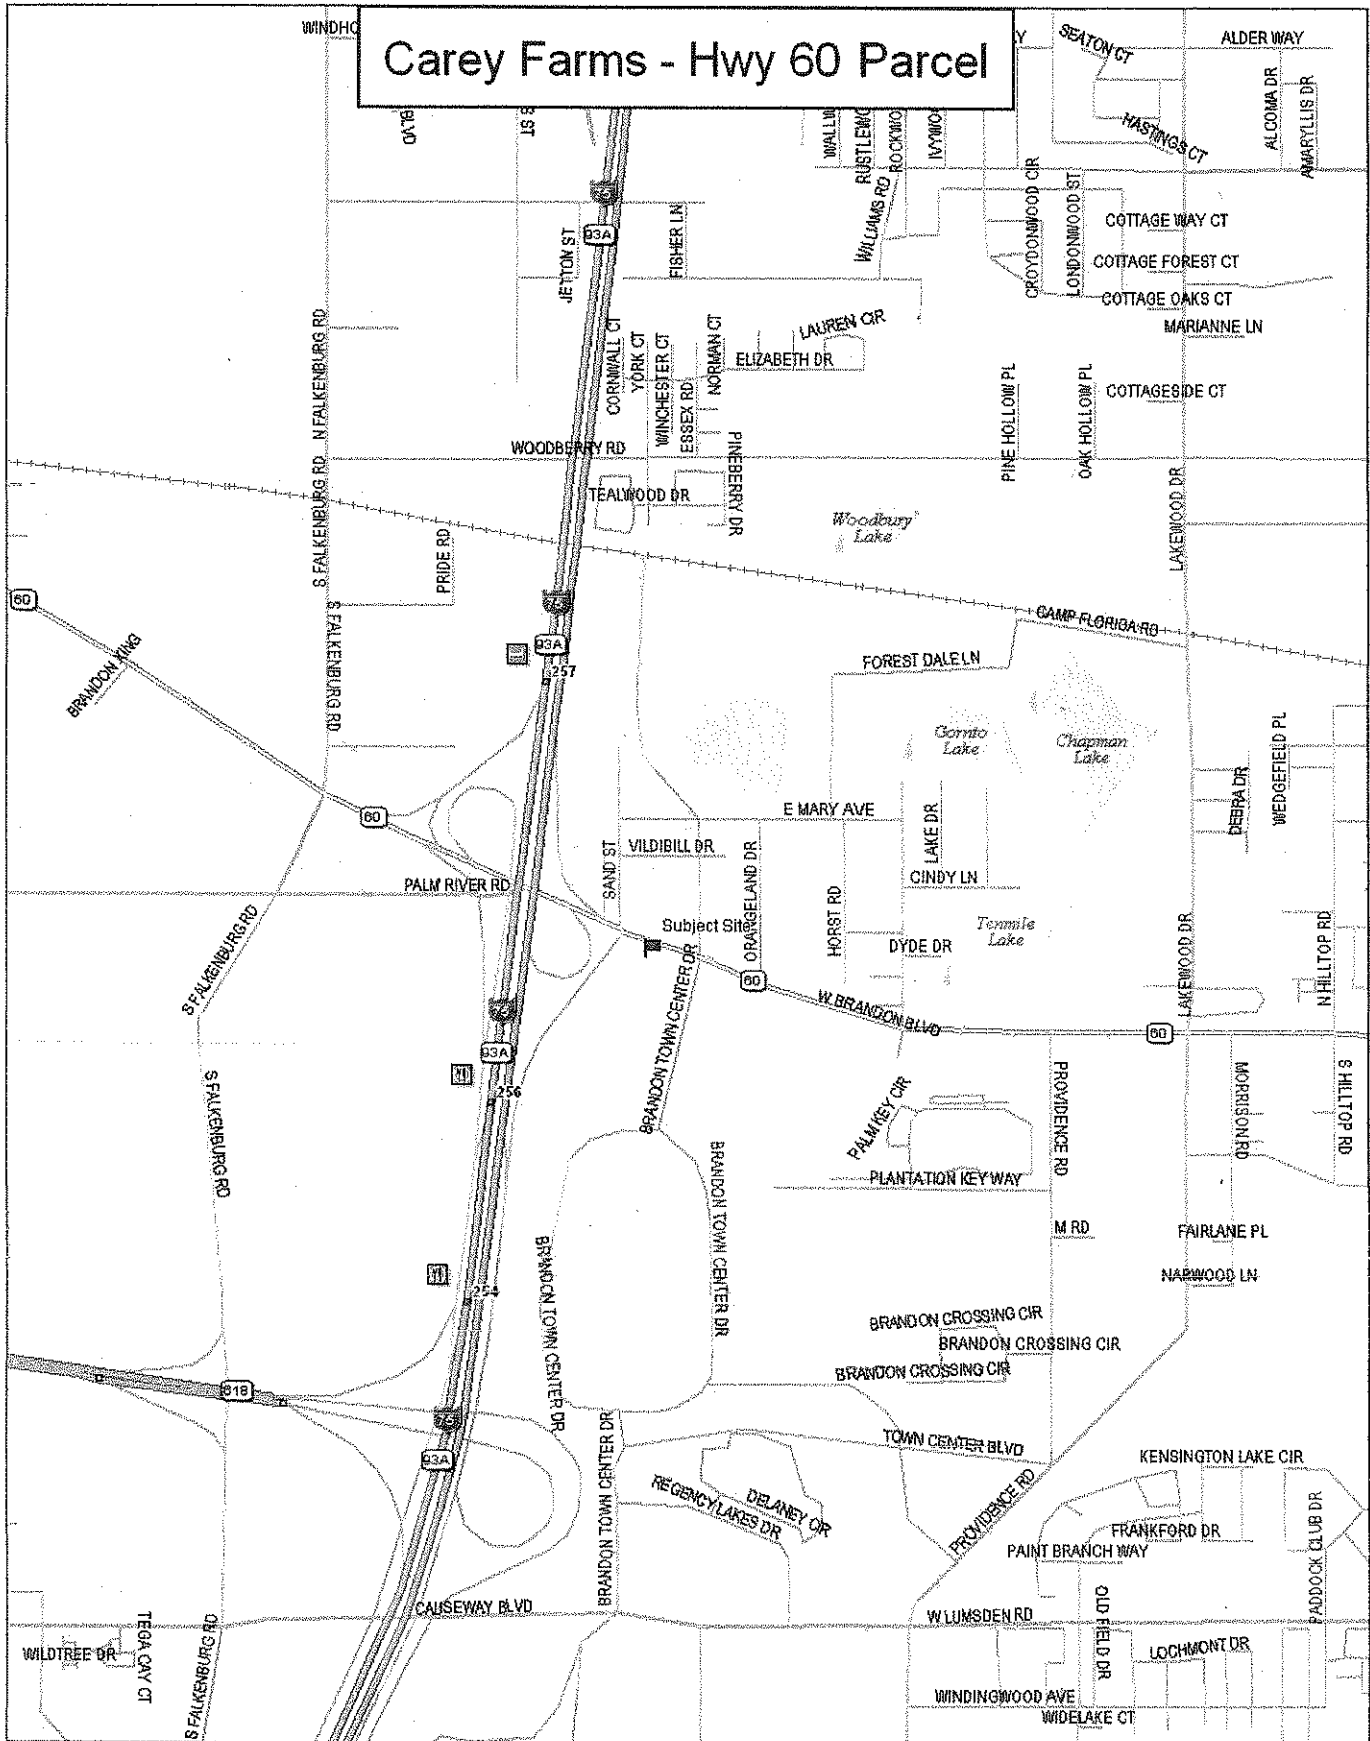 Carey Farms - Hwy 60 Parcel
SEATON CT
ALDER WAY
BLVD
S ST
RUSTLEWO
ROCKWO
IVYWO
HASTINGS CT
ALCOMA DR
AMARYLLIS DR
WILLIAMS RD
CROYDONWOOD CIR
LONDONWOOD ST
COTTAGE WAY CT
93A
JETTON ST
FISHER LN
COTTAGE FOREST CT
COTTAGE OAKS CT
MARIANNE LN
N FALKENBURG RD
CORNWALL CT
YORK CT
WINCHESTER CT
ESSEX RD
NORMAN CT
LAUREN CIR
ELIZABETH DR
PINE HOLLOW PL
OAK HOLLOW PL
COTTAGESIDE CT
WOODBERRY RD
PINEBERRY DR
S FALKENBURG RD
TEALWOOD DR
Woodbury
Lake
LAKEWOOD DR
PRIDE RD
60
S FALKENBURG RD
93A
257
CAMP FLORIDA RD
FOREST DALE LN
BRANDON XING
Gornto
Lake
Chapman
Lake
WEDGEFIELD PL
DEBRA DR
60
E MARY AVE
LAKE DR
SAND ST
VILDIBILL DR
ORANGELAND DR
HORST RD
CINDY LN
PALM RIVER RD
S FALKENBURG RD
Subject Site
Tenmile
Lake
DYDE DR
LAKEWOOD DR
N HILLTOP RD
60
W BRANDON BLVD
60
BRANDON TOWN CENTER DR
93A
256
S FALKENBURG RD
PALM KEY CIR
PROVIDENCE RD
MORRISON RD
S HILLTOP RD
PLANTATION KEY WAY
BRANDON TOWN CENTER DR
M RD
FAIRLANE PL
NARWOOD LN
BRANDON TOWN CENTER DR
254
BRANDON CROSSING CIR
BRANDON CROSSING CIR
BRANDON CROSSING CIR
618
93A
BRANDON TOWN CENTER DR
TOWN CENTER BLVD
KENSINGTON LAKE CIR
REGENCY LAKES DR
DELANEY CIR
PROVIDENCE RD
FRANKFORD DR
PAINT BRANCH WAY
PADDOCK CLUB DR
CAUSEWAY BLVD
W LUMSDEN RD
OLD FIELD DR
TEGA CAY CT
WILDTREE DR
S FALKENBURG RD
LOCHMONT DR
WINDINGWOOD AVE
WIDELAKE CT